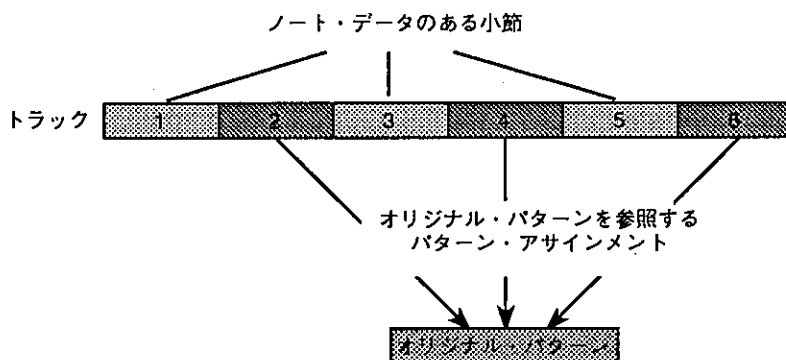 ノート・データのある小節
トラック 1 2 3 4 5 6
オリジナル・パターンを参照する
パターン・アサインメント
オリジナル・パターン